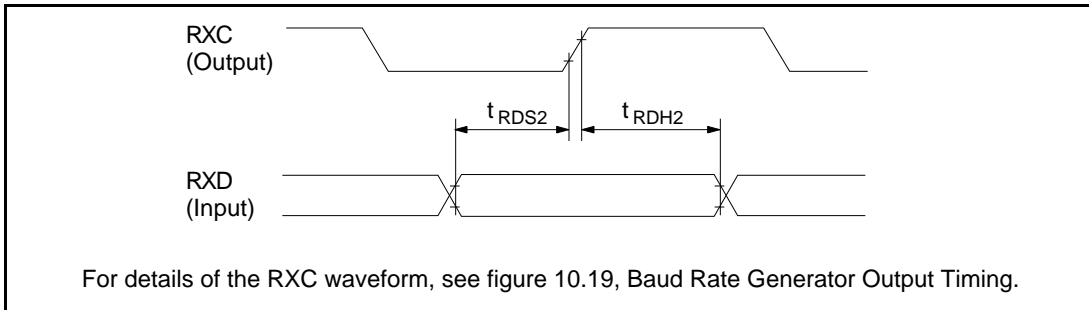 RXC
(Output)
t RDS2
t RDH2
RXD
(Input)
For details of the RXC waveform, see figure 10.19, Baud Rate Generator Output Timing.